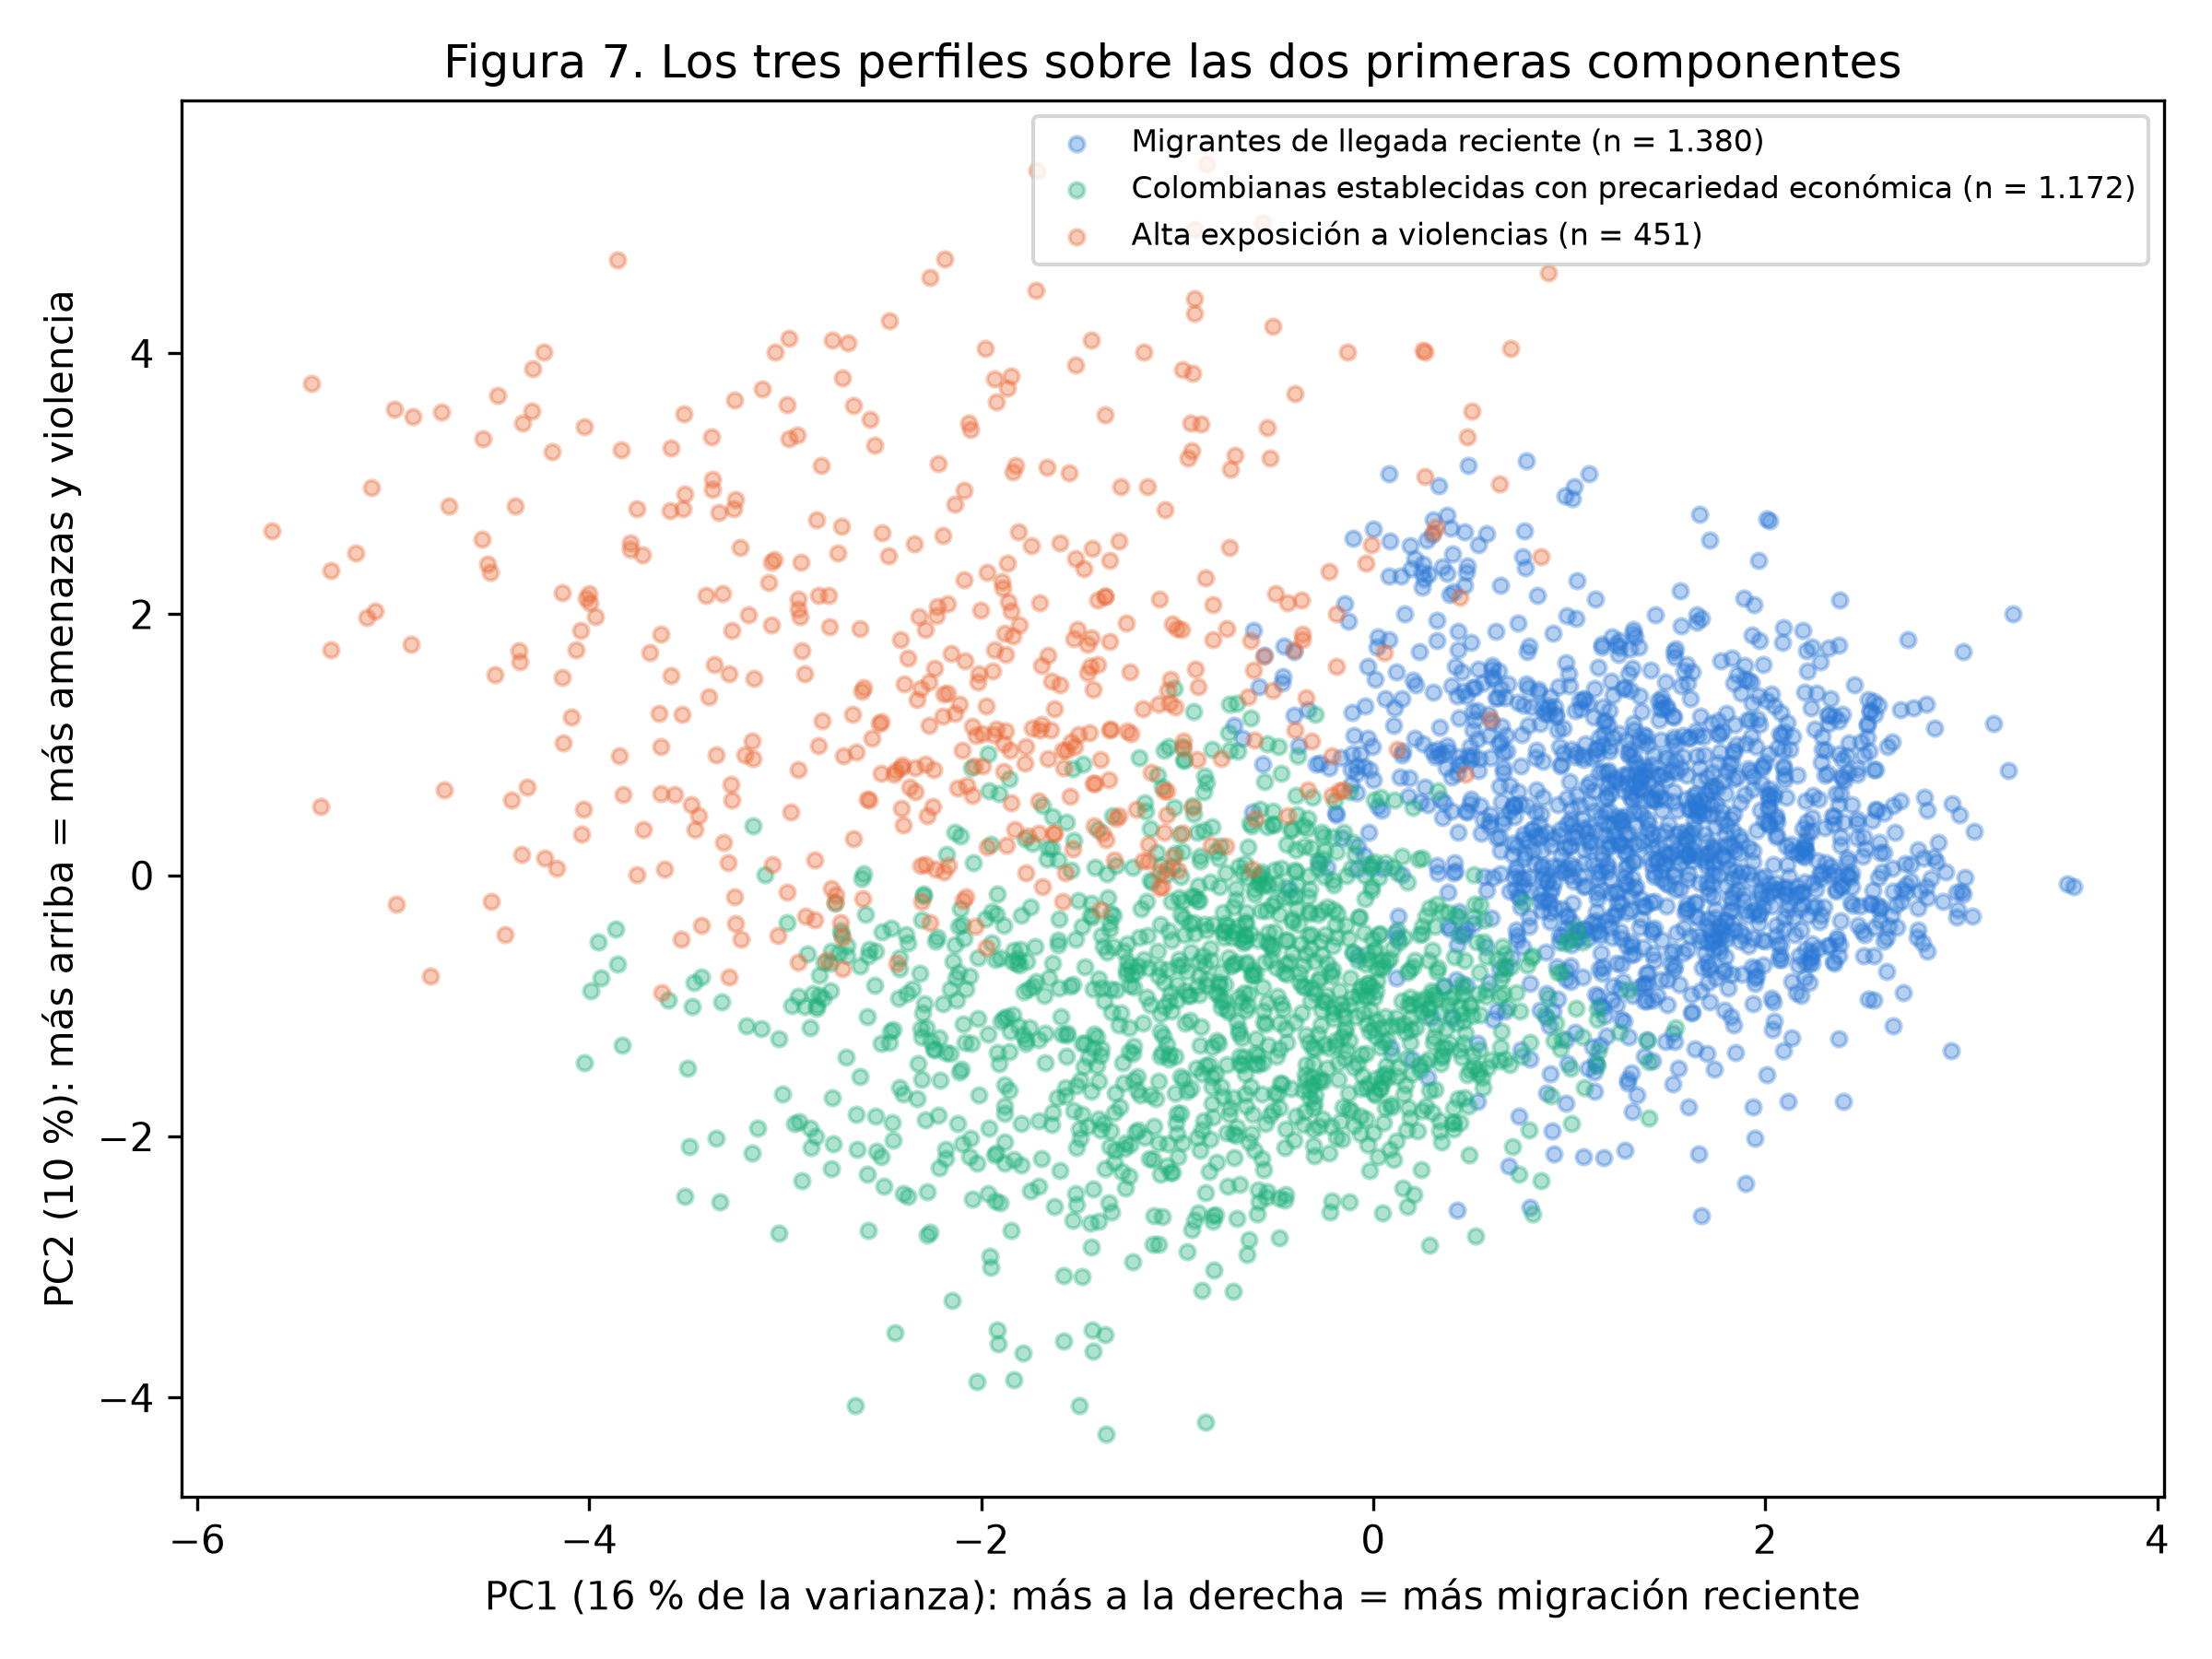 Figura 7. Los tres perfiles sobre las dos primeras componentes
Migrantes de llegada reciente (n = 1.380)
Colombianas establecidas con precariedad económica (n = 1.172)
Alta exposición a violencias (n = 451)
PC2 (10 %): más arriba = más amenazas y violencia
4
2
0
−2
−4
−6
−4
−2
0
2
4
PC1 (16 % de la varianza): más a la derecha = más migración reciente